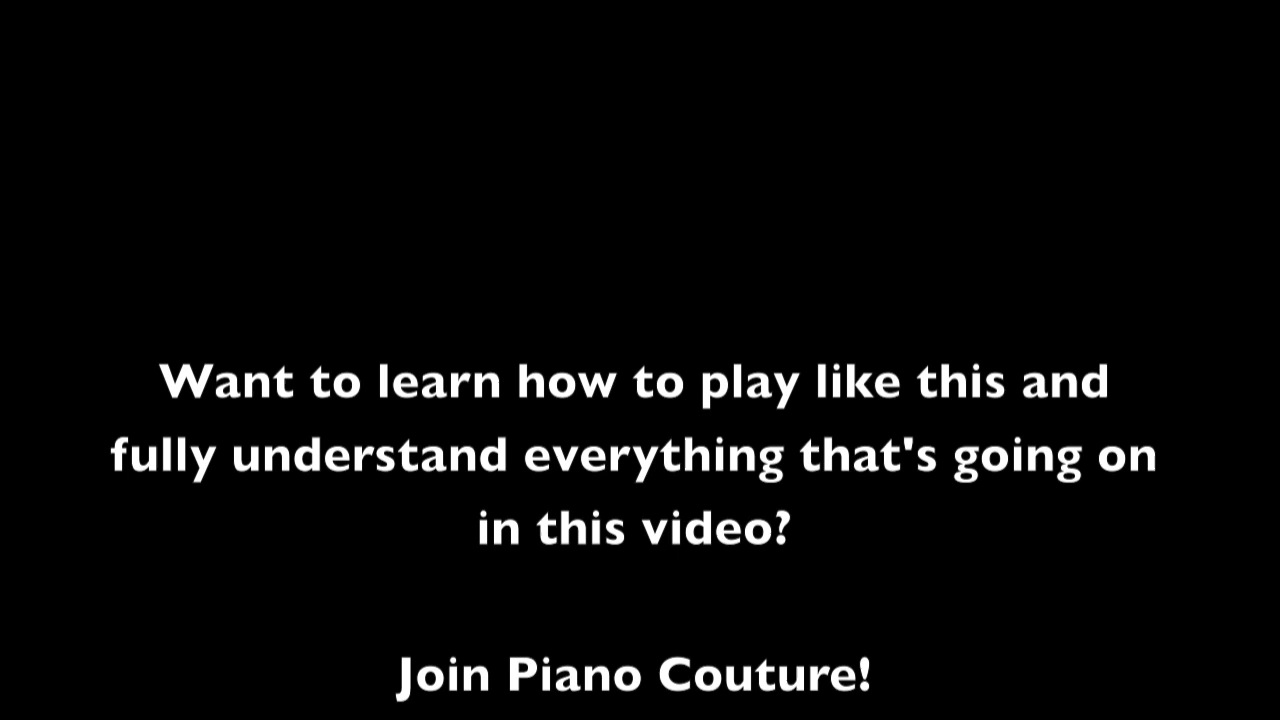 Want to learn how to play like this and
fully understand everything that's going on
in this video?
Join Piano Couture!